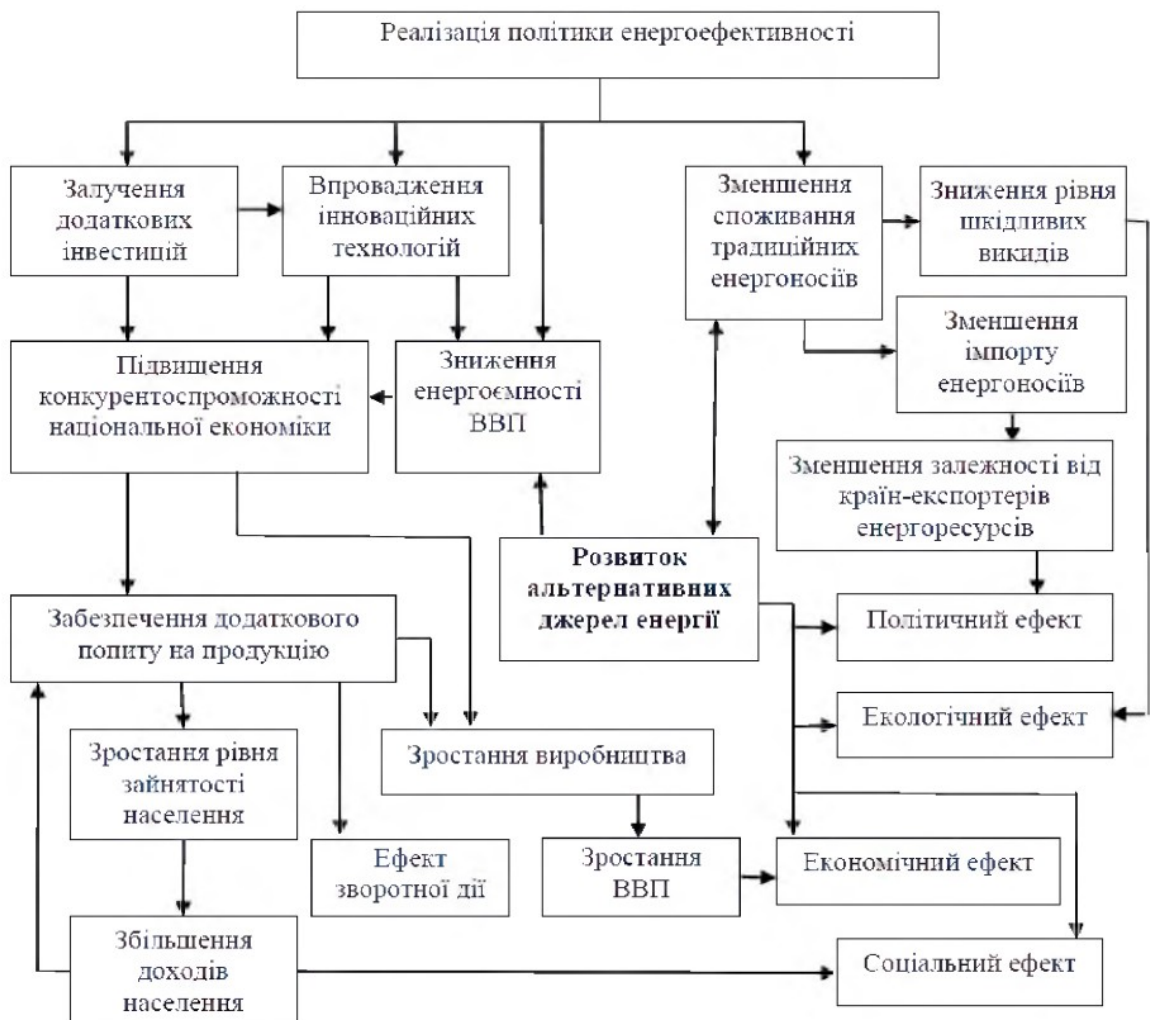 Реалізація політики енергоефективності
Залучення
додаткових
інвестицій
Впровадження
інноваційних
технологій
Зменшення
споживання
традиційних
енергоносіїв
Зниження рівня
шкідливих
викидів
Зменшення
імпорту
енергоносіїв
Підвищення
конкурентоспроможності
національної економіки
Зниження
енергоємності
ВВП
Зменшення залежності від
країн-експортерів
енергоресурсів
Розвиток
альтернативних
джерел енергії
Забезпечення додаткового
попиту на продукцію
Політичний ефект
Екологічний ефект
Зростання рівня
зайнятості
населення
Зростання виробництва
Ефект
зворотної дії
Зростання
ВВП
Економічний ефект
Збільшення
доходів
населення
Соціальний ефект